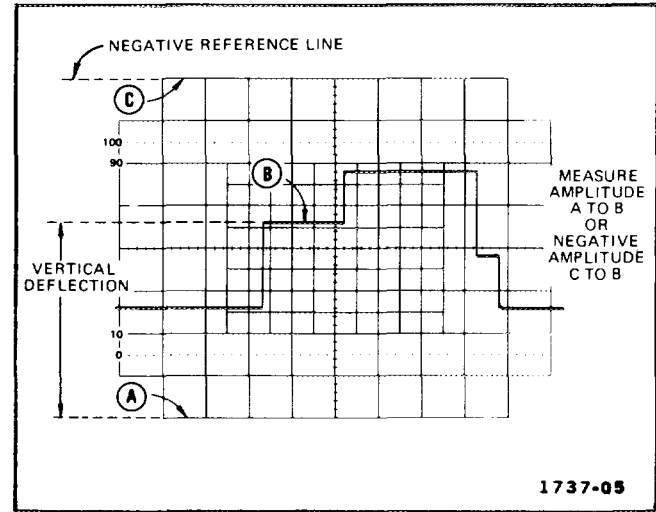 NEGATIVE REFERENCE LINE
C
100
90
B
MEASURE
AMPLITUDE
A TO B
OR
NEGATIVE
AMPLITUDE
C TO B
VERTICAL
DEFLECTION
10
0
A
1737-05